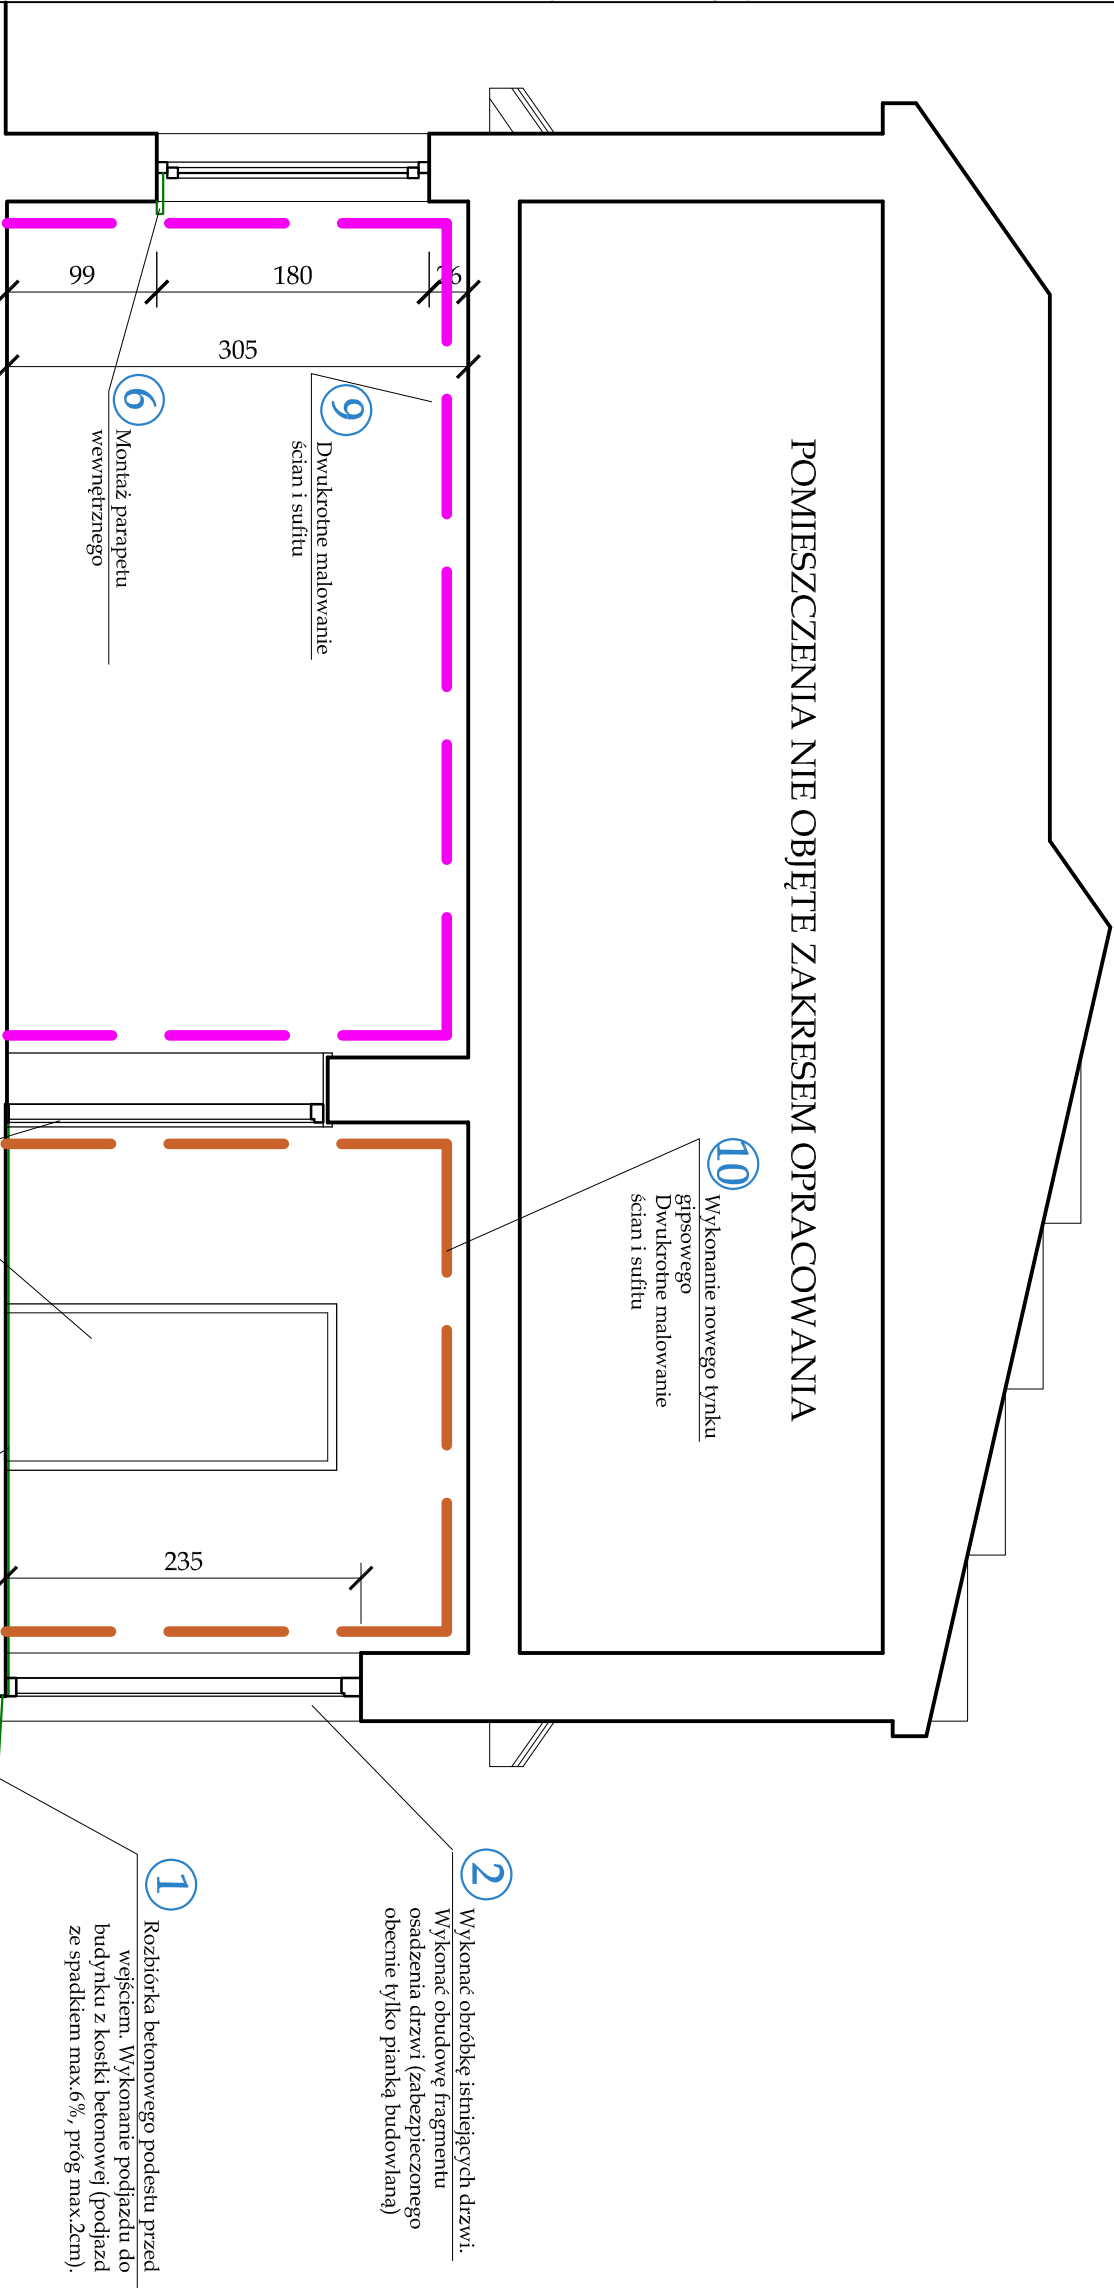 POMIESZCZENIA NIE OBJĘTE ZAKRESEM OPRACOWANIA
99
180
26
305
6
Montaż parapetu
wewnętrznego
9
Dwukrotne malowanie
ścian i sufitu
10
Wykonanie nowego tynku
gipsowego
Dwukrotne malowanie
ścian i sufitu
235
2
Wykonać obróbkę istniejących drzwi.
Wykonać obudowę fragmentu
osadzenia drzwi (zabezpieczonego
obecnie tylko pianką budowlaną)
1
Rozbiórka betonowego podestu przed
wejściem. Wykonanie podjazdu do
budynku z kostki betonowej (podjazd
ze spadkiem max.6%, próg max.2cm).